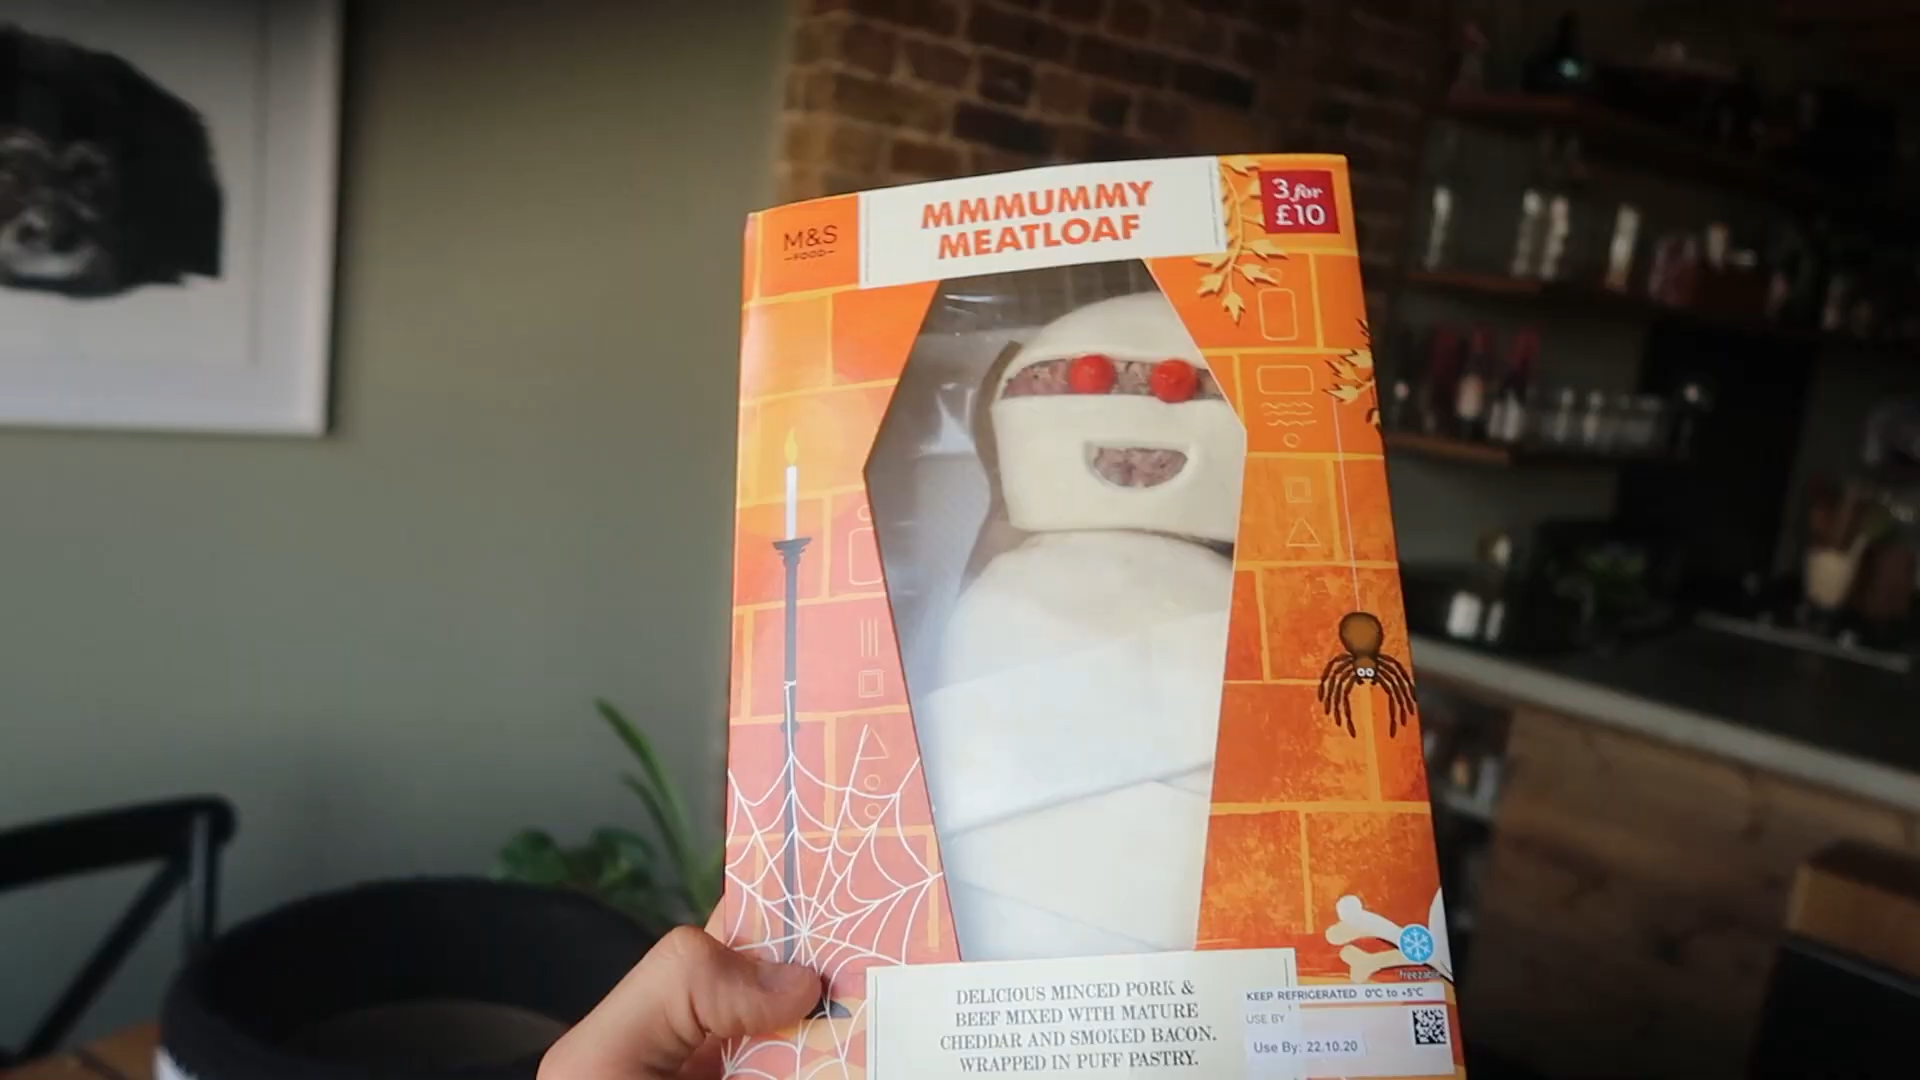 M&S
FOOD
MMMUMMY
MEATLOAF
3 for
£10
DELICIOUS MINCED PORK &
BEEF MIXED WITH MATURE
CHEDDAR AND SMOKED BACON.
WRAPPED IN PUFF PASTRY.
freezable
KEEP REFRIGERATED 0°C to +5°C
USE BY
Use By: 22.10.20